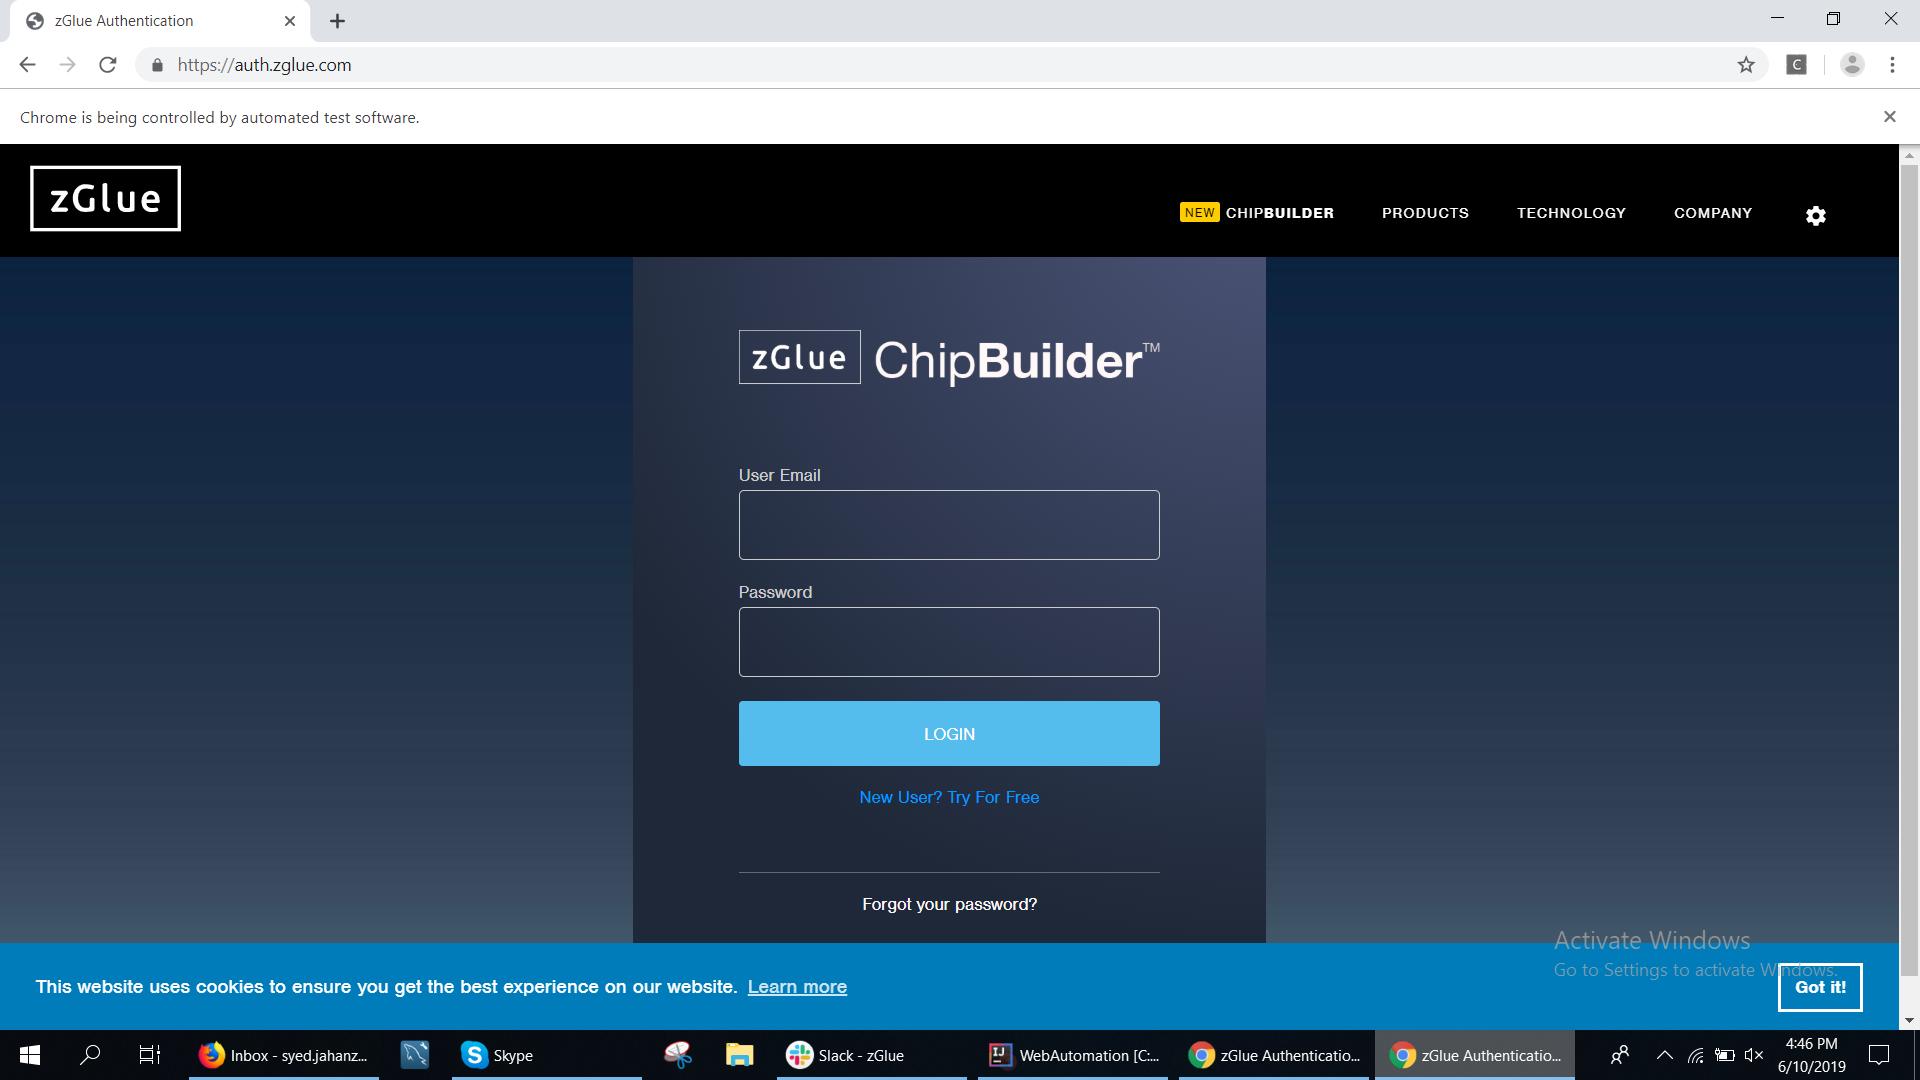 zGlue Authentication
https://auth.zglue.com
C
Chrome is being controlled by automated test software.
zGlue
NEW CHIPBUILDER PRODUCTS TECHNOLOGY COMPANY
zGlue ChipBuilder™
User Email
Password
LOGIN
New User? Try For Free
Forgot your password?
Activate Windows
Go to Settings to activate Windows.
This website uses cookies to ensure you get the best experience on our website. Learn more
Got it!
Inbox - syed.jahanz...
Skype
Slack - zGlue
WebAutomation [C:...
zGlue Authenticatio...
zGlue Authenticatio...
4:46 PM
6/10/2019